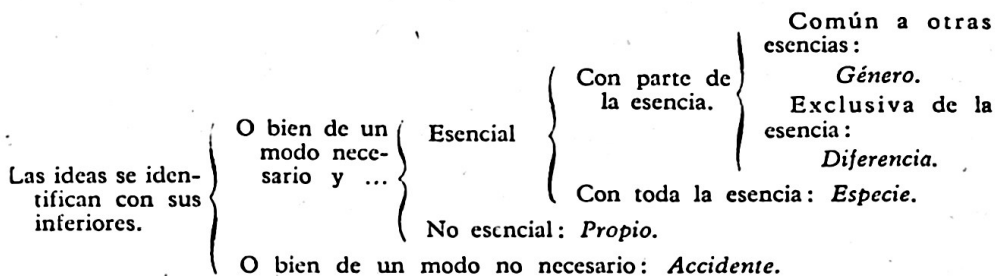 Las ideas se iden-
tifican con sus
inferiores.
O bien de un
modo nece-
sario y ...
Esencial
Con parte de
la esencia.
Común a otras
esencias:
Género.
Exclusiva de la
esencia:
Diferencia.
Con toda la esencia: Especie.
No esencial: Propio.
O bien de un modo no necesario: Accidente.